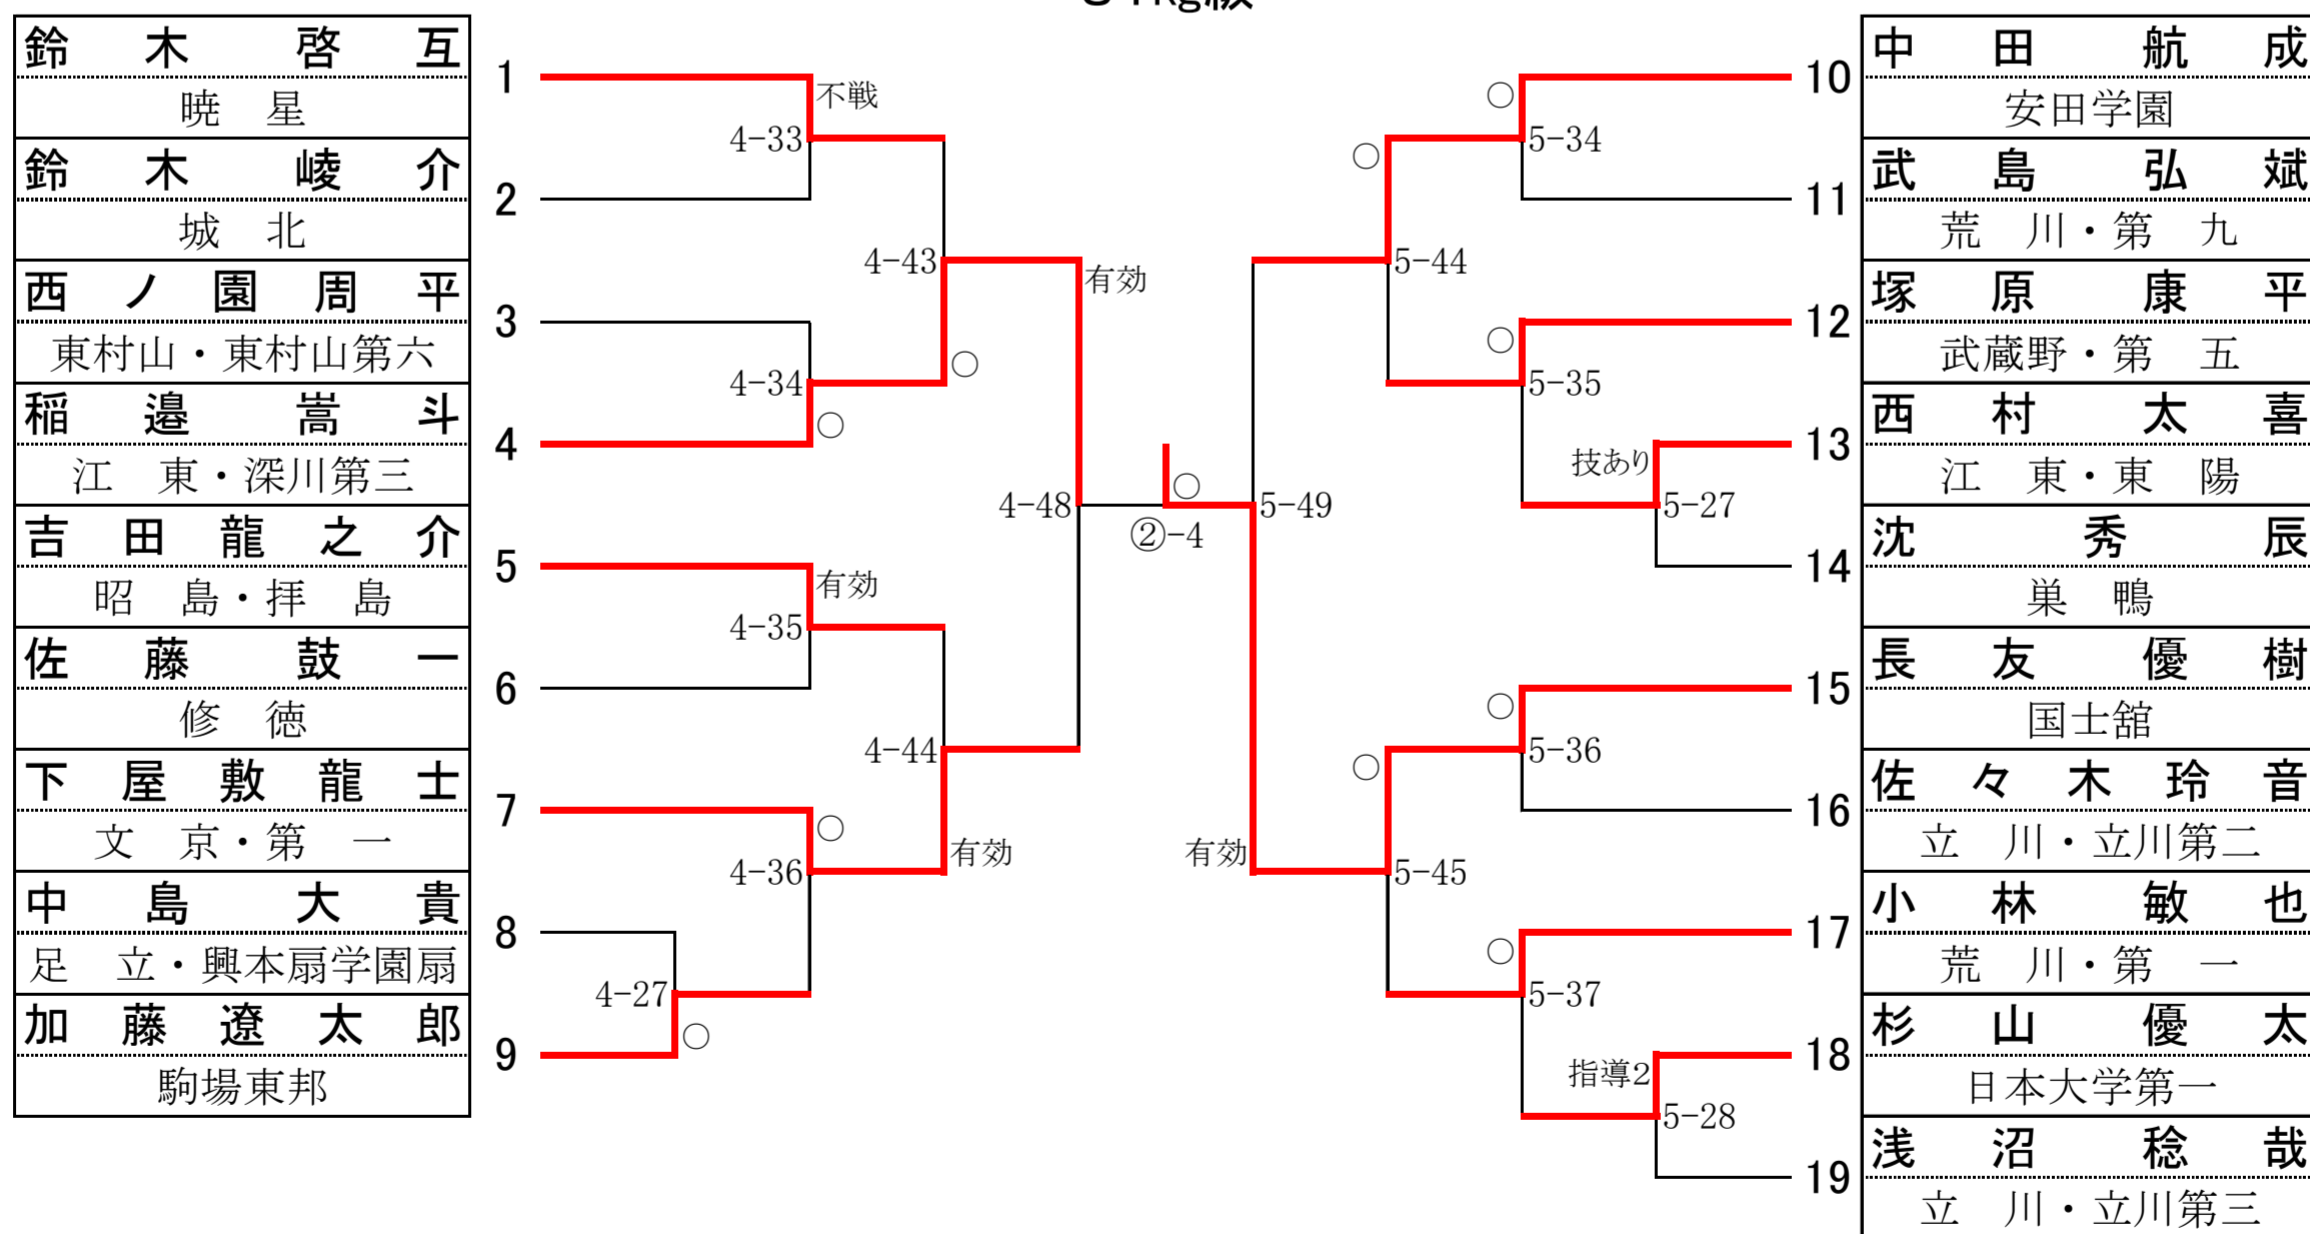 鈴木啓互
暁星
鈴木崚介
城北
西ノ園周平
東村山・東村山第六
稲邉嵩斗
江東・深川第三
吉田龍之介
昭島・拝島
佐藤鼓一
修徳
下屋敷龍士
文京・第一
中島大貴
足立・興本扇学園扇
加藤遼太郎
駒場東邦
1
2
3
4
5
6
7
8
9
不戦
4-33
4-43
有効
4-34
○
○
4-48
有効
4-35
4-44
○
4-36
有効
4-27
○
○
②-4
○
5-34
○
5-44
○
5-35
技あり
5-27
5-49
○
5-36
○
有効
5-45
○
5-37
指導2
5-28
10
11
12
13
14
15
16
17
18
19
中田航成
安田学園
武島弘斌
荒川・第九
塚原康平
武蔵野・第五
西村太喜
江東・東陽
沈秀辰
巣鴨
長友優樹
国士舘
佐々木玲音
立川・立川第二
小林敏也
荒川・第一
杉山優太
日本大学第一
浅沼稔哉
立川・立川第三